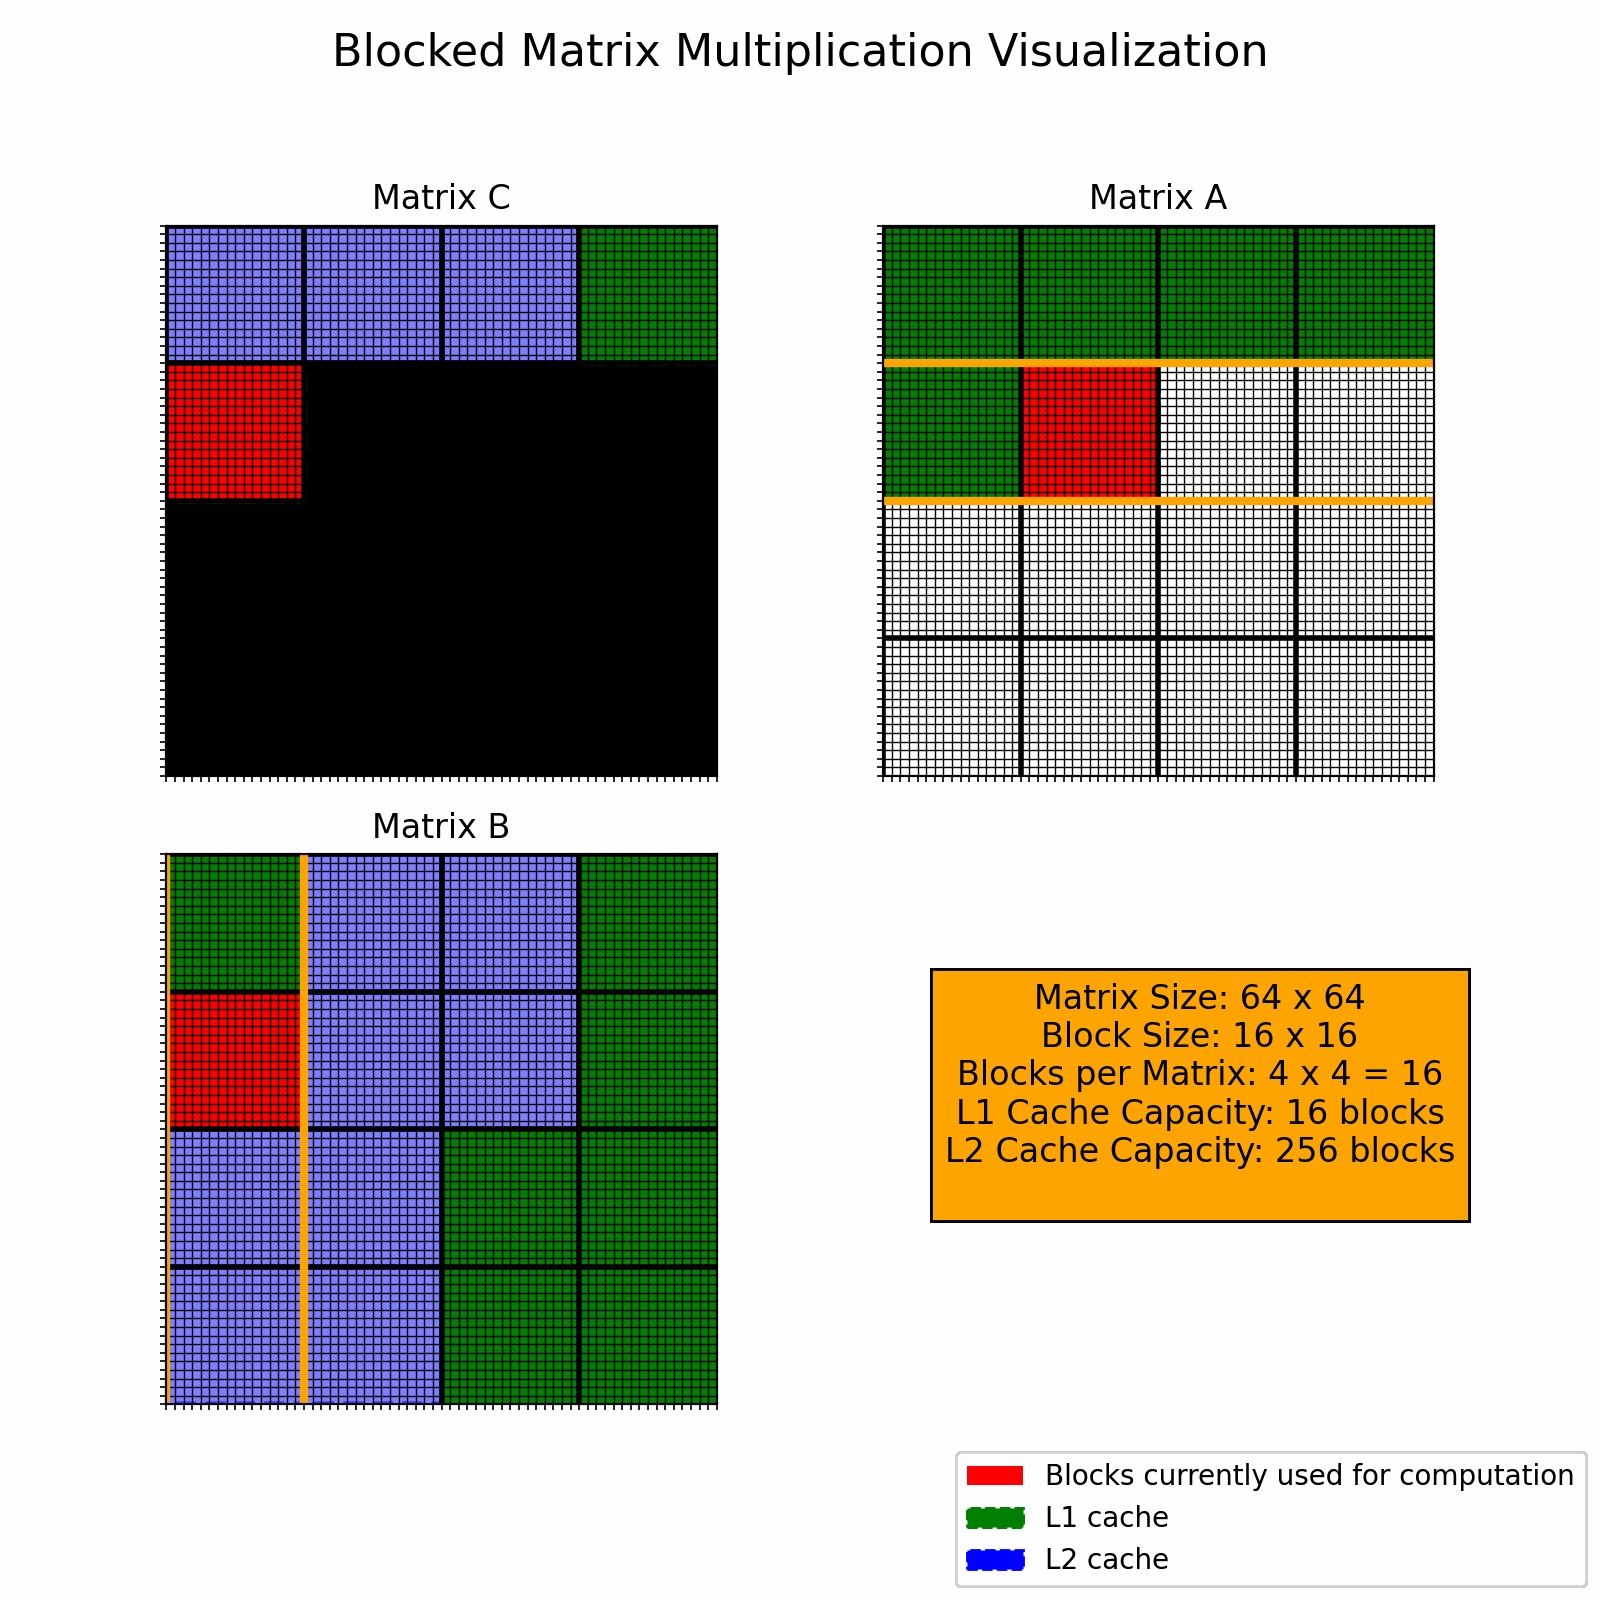 Blocked Matrix Multiplication Visualization
Matrix C
Matrix A
Matrix B
Matrix Size: 64 x 64
Block Size: 16 x 16
Blocks per Matrix: 4 x 4 = 16
L1 Cache Capacity: 16 blocks
L2 Cache Capacity: 256 blocks
Blocks currently used for computation
L1 cache
L2 cache